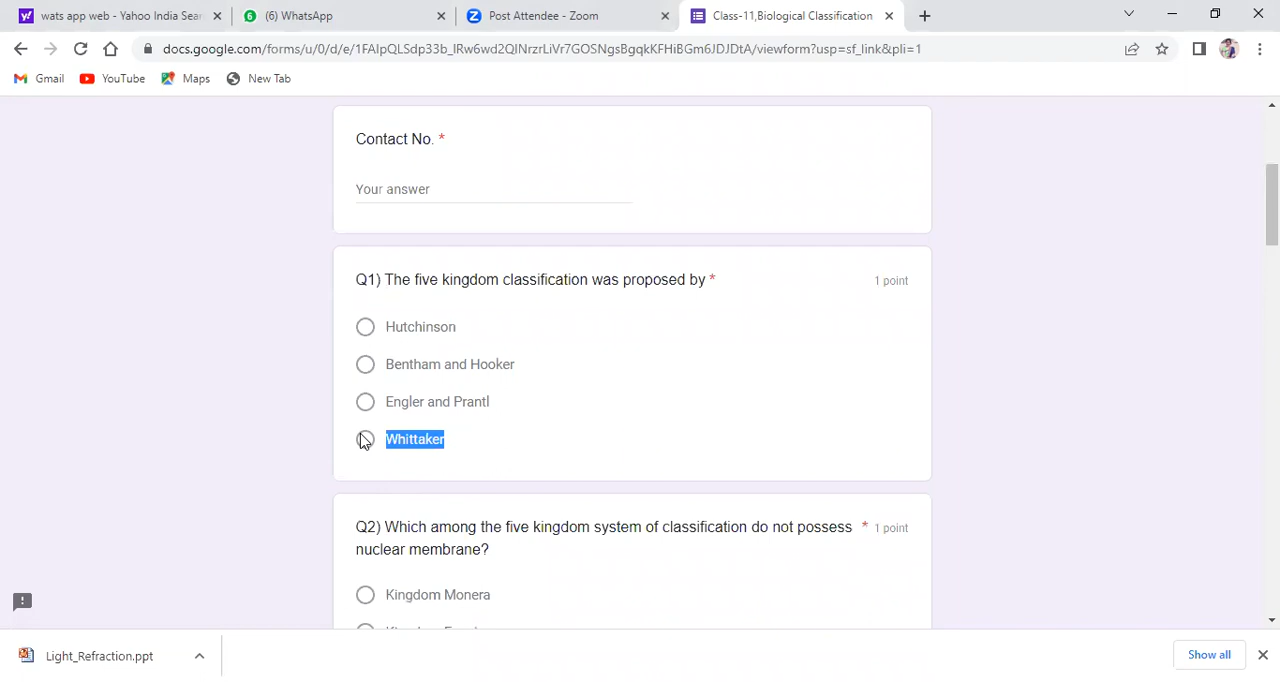 wats app web - Yahoo India Sear
(6) WhatsApp
Post Attendee - Zoom
Class-11,Biological Classification
docs.google.com/forms/u/0/d/e/1FAIpQLSdp33b_lRw6wd2QINrzrLiVr7GOSNgsBgqkKFHiBGm6JDJDtA/viewform?usp=sf_link&pli=1
Gmail
YouTube
Maps
New Tab
Contact No. *
Your answer
Q1) The five kingdom classification was proposed by *
1 point
Hutchinson
Bentham and Hooker
Engler and Prantl
Whittaker
Q2) Which among the five kingdom system of classification do not possess * 1 point
nuclear membrane?
Kingdom Monera
Light_Refraction.ppt
Show all